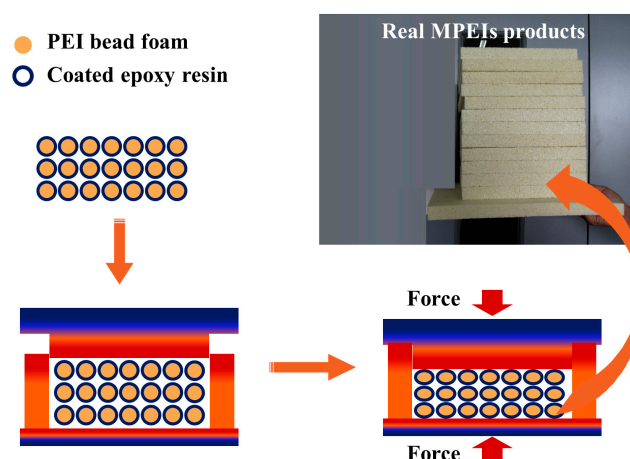 PEI bead foam
Coated epoxy resin
Real MPEIs products
Force
Force